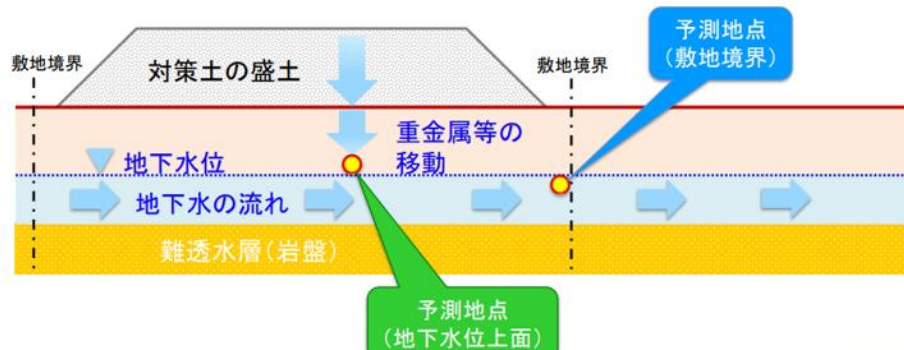 予測地点
(敷地境界)
敷地境界
対策土の盛土
敷地境界
重金属等の
移動
地下水位
地下水の流れ
難透水層(岩盤)
予測地点
(地下水位上面)